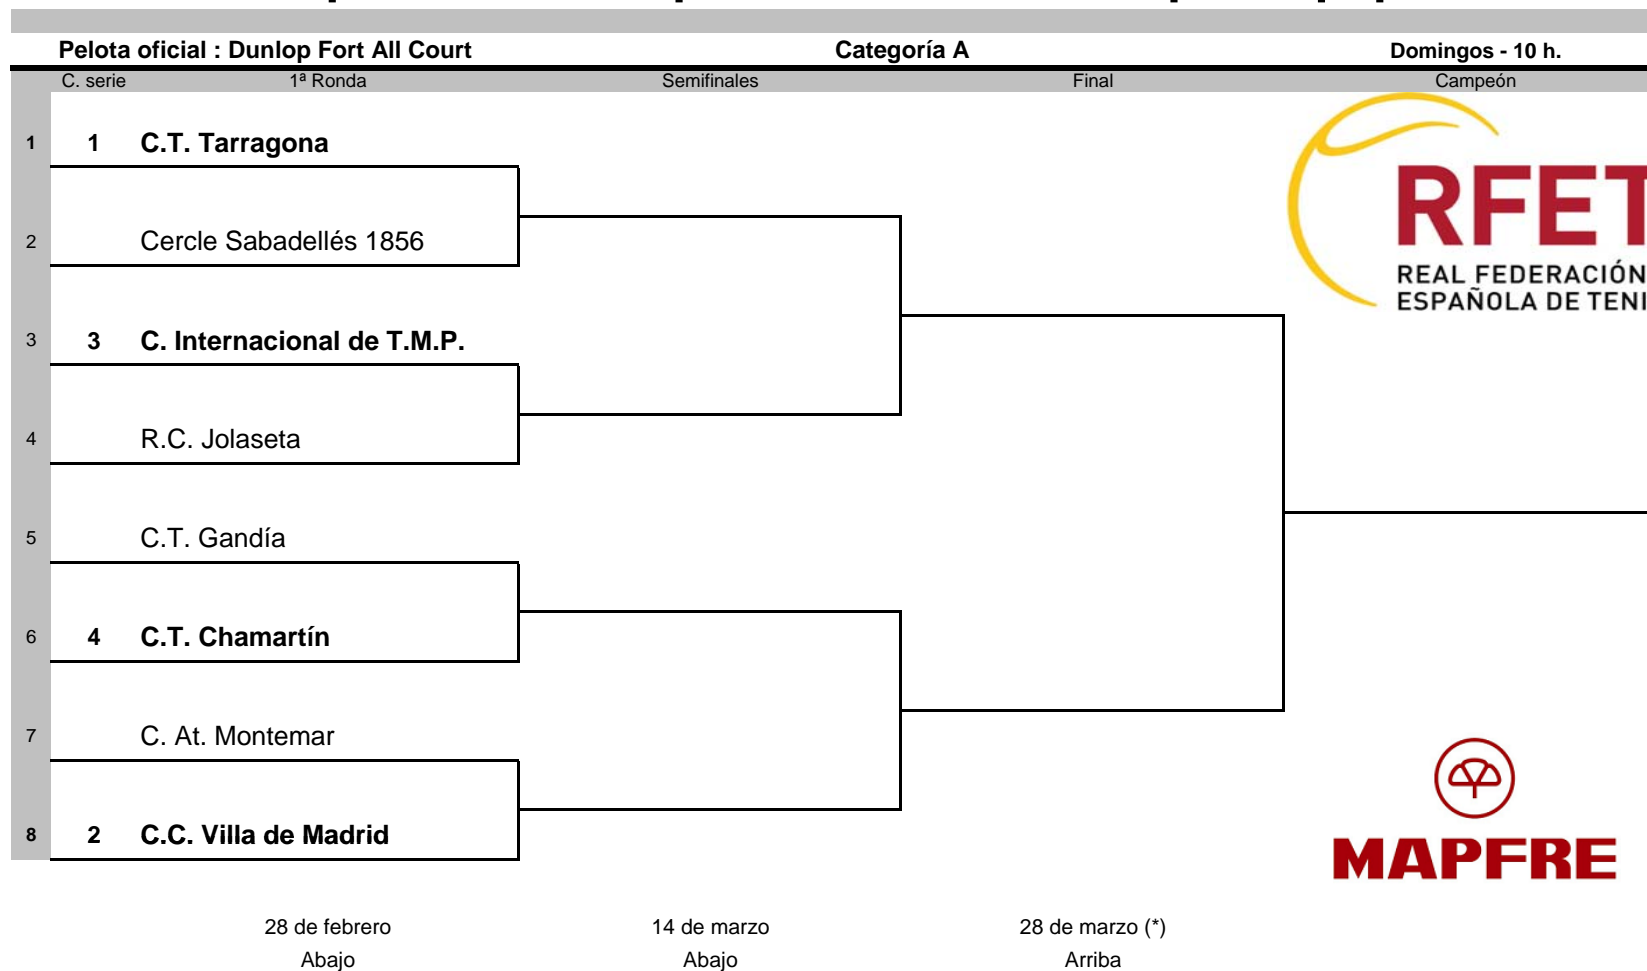 Pelota oficial : Dunlop Fort All Court Categoría A Domingos - 10 h.
C. serie 1ª Ronda Semifinales Final Campeón
1 1 C.T. Tarragona
RFET
2 Cercle Sabadellés 1856
REAL FEDERACIÓN
ESPAÑOLA DE TENI
3 3 C. Internacional de T.M.P.
4 R.C. Jolaseta
5 C.T. Gandía
6 4 C.T. Chamartín
7 C. At. Montemar
8 2 C.C. Villa de Madrid
MAPFRE
28 de febrero 14 de marzo 28 de marzo (*)
Abajo Abajo Arriba